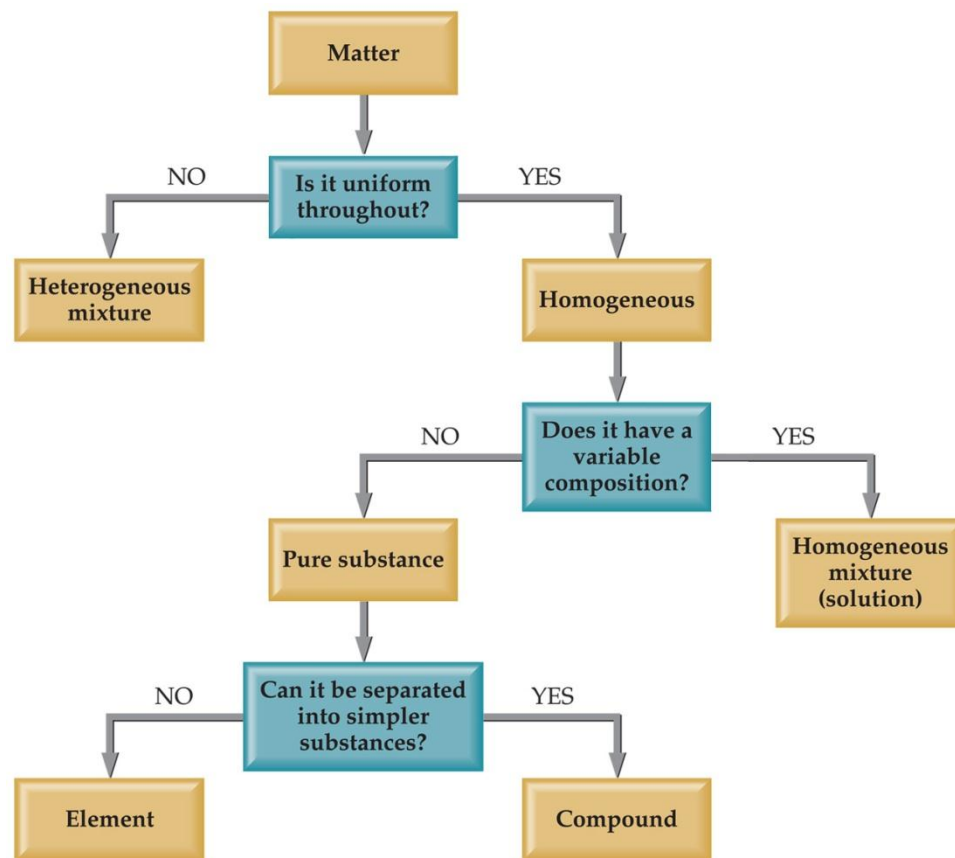 Matter
NO
Is it uniform
throughout?
YES
Heterogeneous
mixture
Homogeneous
NO
Does it have a
variable
composition?
YES
Pure substance
Homogeneous
mixture
(solution)
NO
Can it be separated
into simpler
substances?
YES
Element
Compound